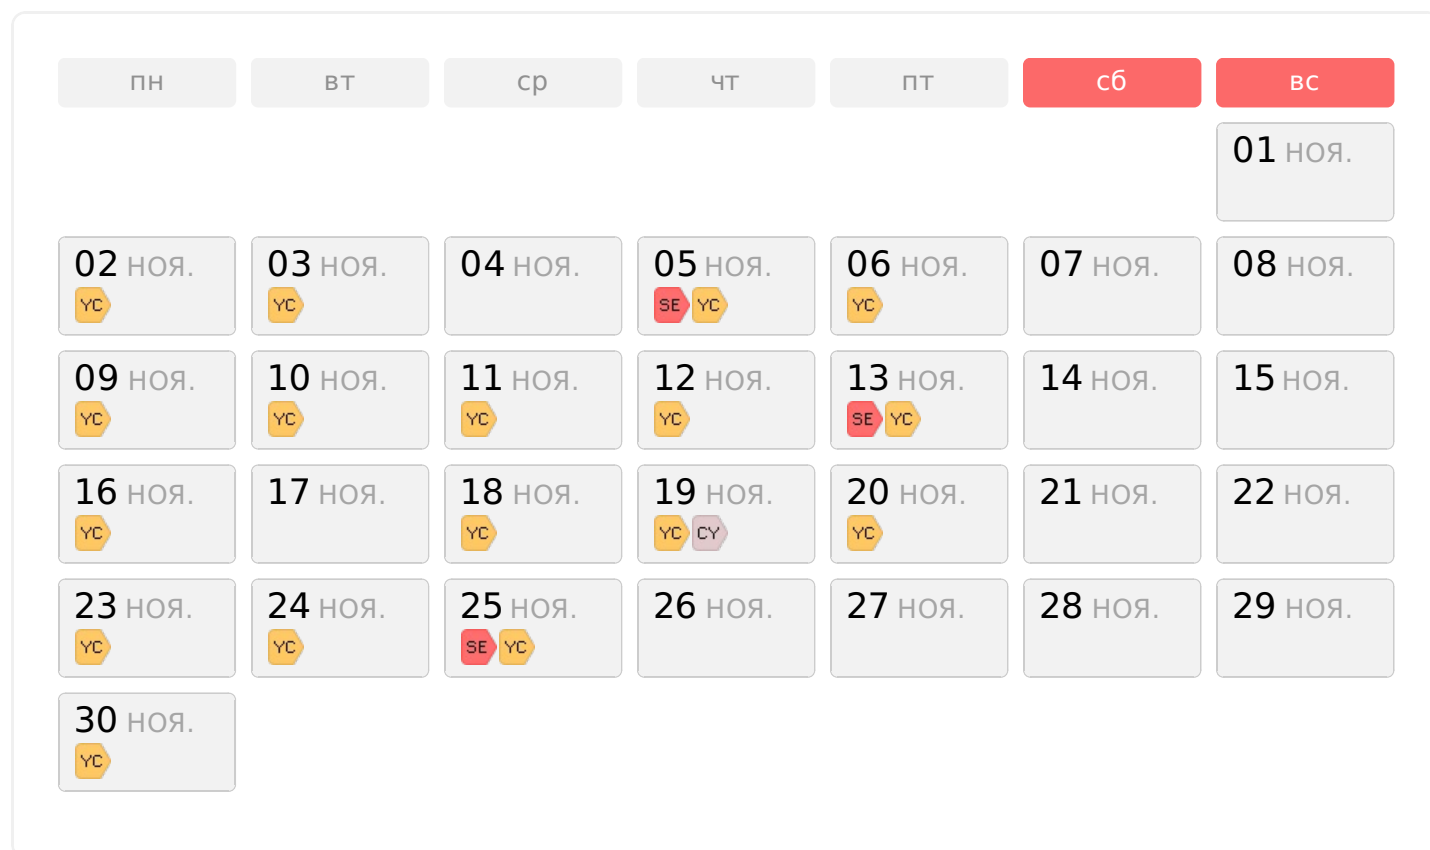 пн вт ср чт пт сб вс
01 ноя.
02 ноя. 03 ноя. 04 ноя. 05 ноя. 06 ноя. 07 ноя. 08 ноя.
YC YC SE YC YC
09 ноя. 10 ноя. 11 ноя. 12 ноя. 13 ноя. 14 ноя. 15 ноя.
YC YC YC YC SE YC
16 ноя. 17 ноя. 18 ноя. 19 ноя. 20 ноя. 21 ноя. 22 ноя.
YC YC YC CY YC
23 ноя. 24 ноя. 25 ноя. 26 ноя. 27 ноя. 28 ноя. 29 ноя.
YC YC SE YC
30 ноя.
YC